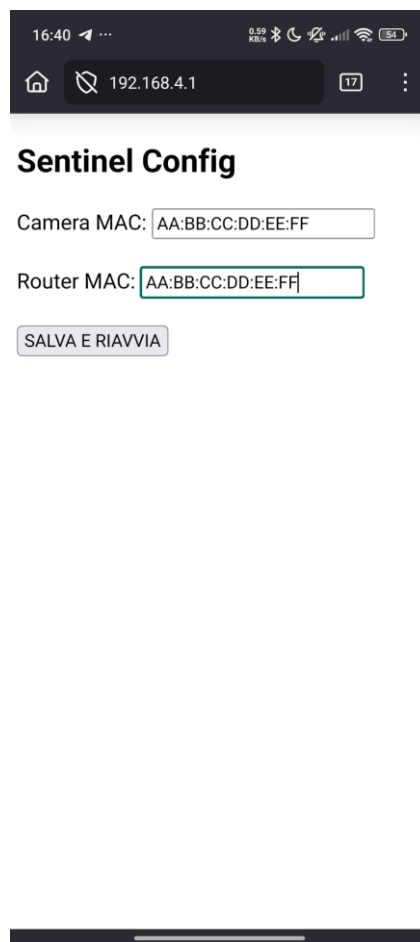 16:40 ...
0.59 KB/s 54
192.168.4.1 17
Sentinel Config
Camera MAC: AA:BB:CC:DD:EE:FF
Router MAC: AA:BB:CC:DD:EE:FF
SALVA E RIAVVIA